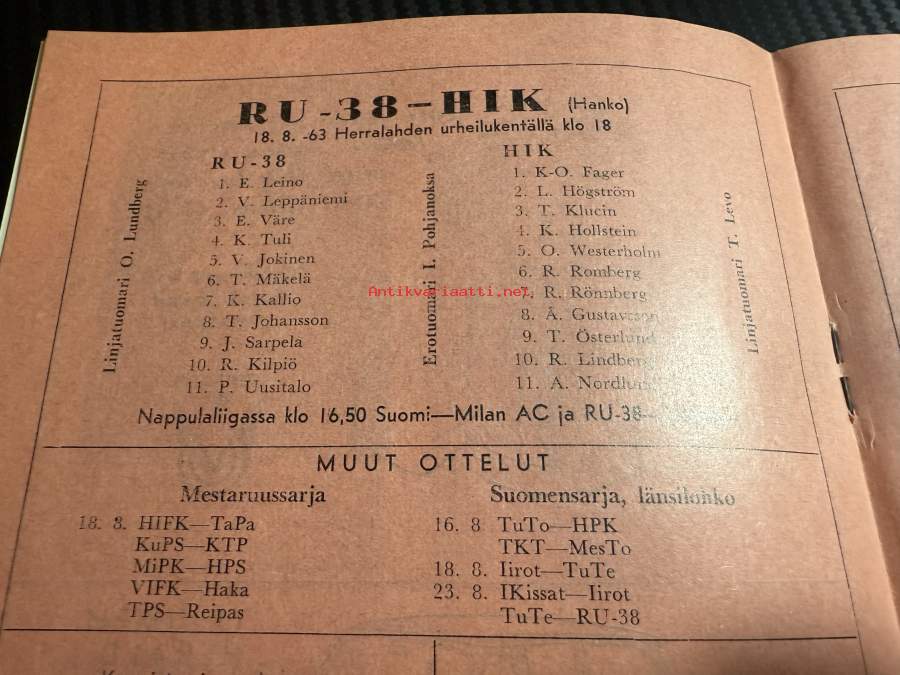 RU-38—HIK (Hanko)
18. 8. -63 Herralahden urheilukentällä klo 18
Linjatuomari O. Lundberg
RU-38
1. E. Leino
2. V. Leppäniemi
3. E. Väre
4. K. Tuli
5. V. Jokinen
6. T. Mäkelä
7. K. Kallio
8. T. Johansson
9. J. Sarpela
10. R. Kilpiö
11. P. Uusitalo
Erotuomari I. Pohjanoksa
HIK
1. K-O. Fager
2. L. Högström
3. T. Klucin
4. K. Hollstein
5. O. Westerholm
6. R. Romberg
R. Rönnberg
8. Å. Gustavsson
9. T. Österlund
10. R. Lindberg
11. A. Nordlund
Linjatuomari T. Levo
Antikvariaatti.net
Nappulaliigassa klo 16,50 Suomi—Milan AC ja RU-38—
MUUT OTTELUT
Mestaruussarja
18. 8. HIFK—TaPa
KuPS—KTP
MiPK—HPS
VIFK—Haka
TPS—Reipas
Suomensarja, länsilohko
16. 8 TuTo—HPK
TKT—MesTo
18. 8. Iirot—TuTe
23. 8. IKissat—Iirot
TuTe—RU-38